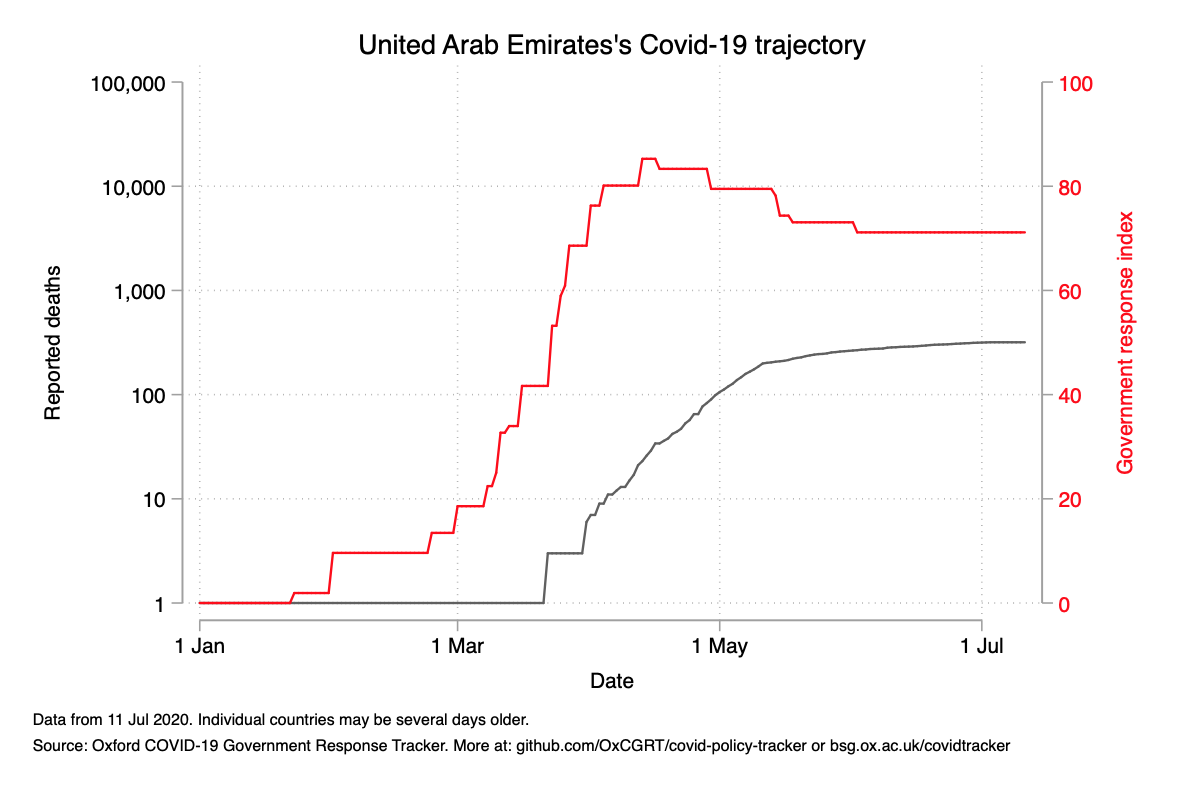 United Arab Emirates's Covid-19 trajectory
100,000
10,000
1,000
100
10
1
Reported deaths
100
80
60
40
20
0
Government response index
1 Jan
1 Mar
1 May
1 Jul
Date
Data from 11 Jul 2020. Individual countries may be several days older.
Source: Oxford COVID-19 Government Response Tracker. More at: github.com/OxCGRT/covid-policy-tracker or bsg.ox.ac.uk/covidtracker